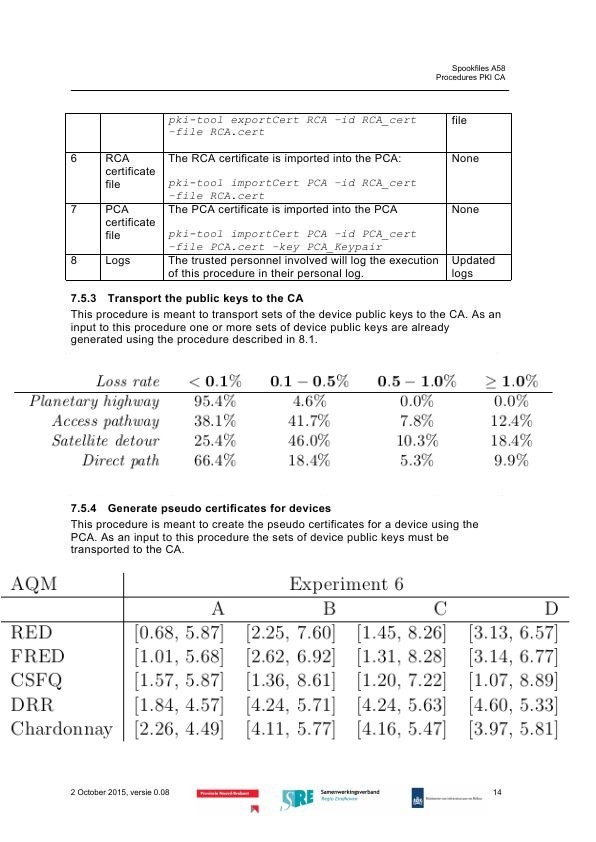 Spookfiles A58
Procedures PKI CA
pki-tool exportCert RCA –id RCA_cert file
–file RCA.cert
6 RCA The RCA certificate is imported into the PCA: None
certificate
file pki-tool importCert PCA –id RCA_cert
–file RCA.cert
7 PCA The PCA certificate is imported into the PCA None
certificate
file pki-tool importCert PCA –id PCA_cert
–file PCA.cert –key PCA_Keypair
8 Logs The trusted personnel involved will log the execution Updated
of this procedure in their personal log. logs
7.5.3 Transport the public keys to the CA
This procedure is meant to transport sets of the device public keys to the CA. As an
input to this procedure one or more sets of device public keys are already
generated using the procedure described in 8.1.
Loss rate < 0.1% 0.1 – 0.5% 0.5 – 1.0% ≥ 1.0%
Planetary highway 95.4% 4.6% 0.0% 0.0%
Access pathway 38.1% 41.7% 7.8% 12.4%
Satellite detour 25.4% 46.0% 10.3% 18.4%
Direct path 66.4% 18.4% 5.3% 9.9%
7.5.4 Generate pseudo certificates for devices
This procedure is meant to create the pseudo certificates for a device using the
PCA. As an input to this procedure the sets of device public keys must be
transported to the CA.
AQM Experiment 6
A B C D
RED [0.68, 5.87] [2.25, 7.60] [1.45, 8.26] [3.13, 6.57]
FRED [1.01, 5.68] [2.62, 6.92] [1.31, 8.28] [3.14, 6.77]
CSFQ [1.57, 5.87] [1.36, 8.61] [1.20, 7.22] [1.07, 8.89]
DRR [1.84, 4.57] [4.24, 5.71] [4.24, 5.63] [4.60, 5.33]
Chardonnay [2.26, 4.49] [4.11, 5.77] [4.16, 5.47] [3.97, 5.81]
2 October 2015, versie 0.08 Provincie Noord-Brabant SRE Samenwerkingsverband 14
Regio Eindhoven